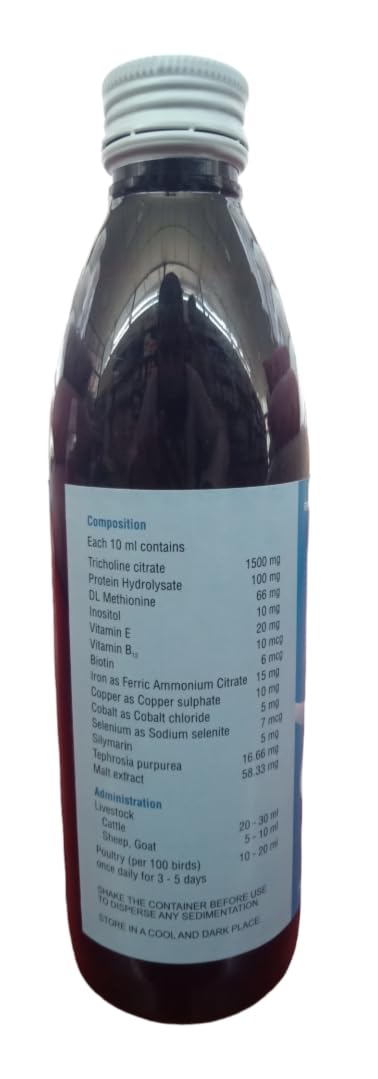 Composition
Each 10 ml contains
Tricholine citrate 1500 mg
Protein Hydrolysate 100 mg
DL Methionine 66 mg
Inositol 10 mg
Vitamin E 20 mg
Vitamin B₁₂ 10 mcg
Biotin 6 mcg
Iron as Ferric Ammonium Citrate 15 mg
Copper as Copper sulphate 10 mg
Cobalt as Cobalt chloride 5 mg
Selenium as Sodium selenite 7 mcg
Silymarin 5 mg
Tephrosia purpurea 16.66 mg
Malt extract 58.33 mg
Administration
Livestock
Cattle 20 - 30 ml
Sheep, Goat 5 - 10 ml
Poultry (per 100 birds) 10 - 20 ml
once daily for 3 - 5 days
SHAKE THE CONTAINER BEFORE USE
TO DISPERSE ANY SEDIMENTATION
STORE IN A COOL AND DARK PLACE.